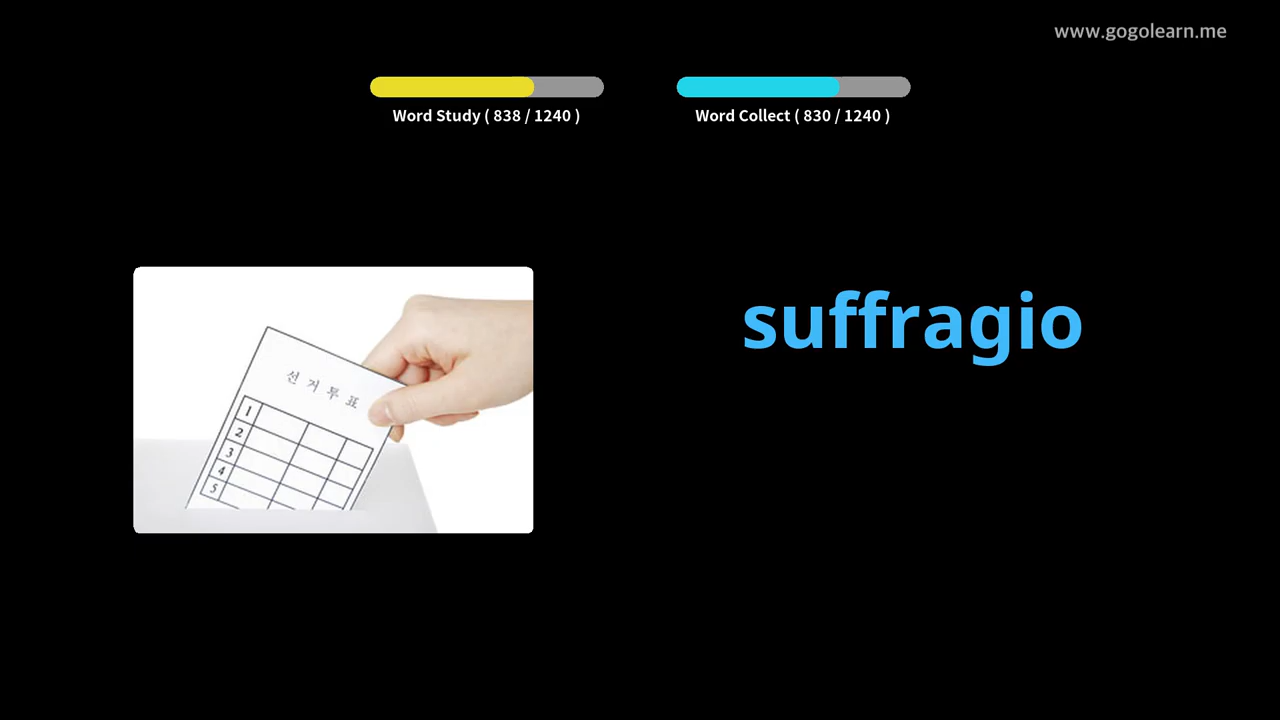 www.gogolearn.me
Word Study ( 838 / 1240 )
Word Collect ( 830 / 1240 )
suffragio
선거투표
1
2
3
4
5